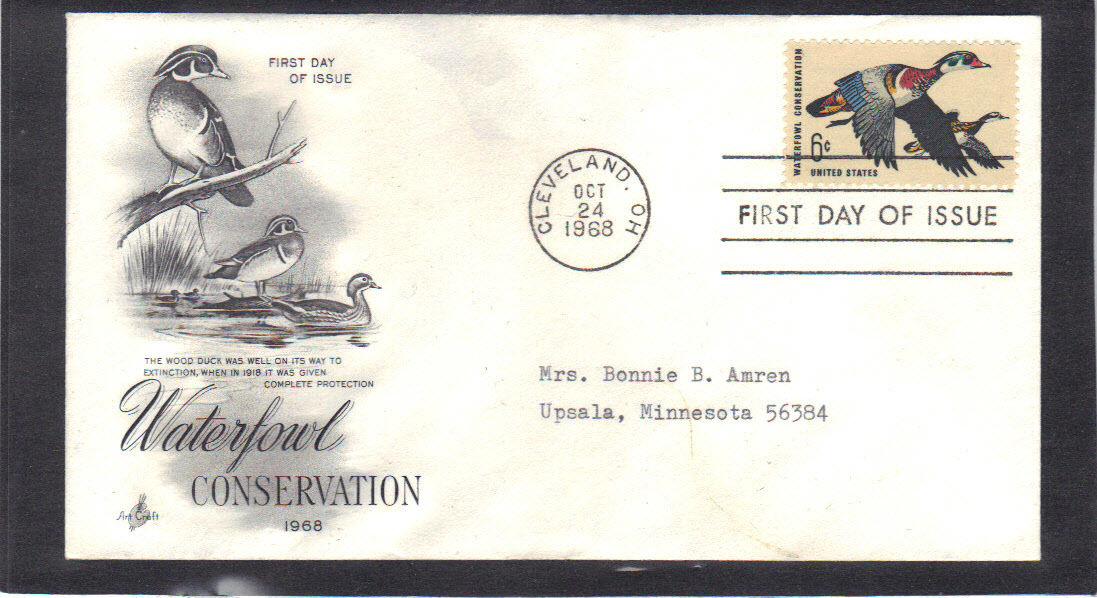 FIRST DAY
OF ISSUE
THE WOOD DUCK WAS WELL ON ITS WAY TO
EXTINCTION, WHEN IN 1918 IT WAS GIVEN
COMPLETE PROTECTION
Waterfowl
CONSERVATION
1968
Art Craft
CLEVELAND, OH
OCT
24
1968
WATERFOWL CONSERVATION
6c
UNITED STATES
FIRST DAY OF ISSUE
Mrs. Bonnie B. Amren
Upsala, Minnesota 56384